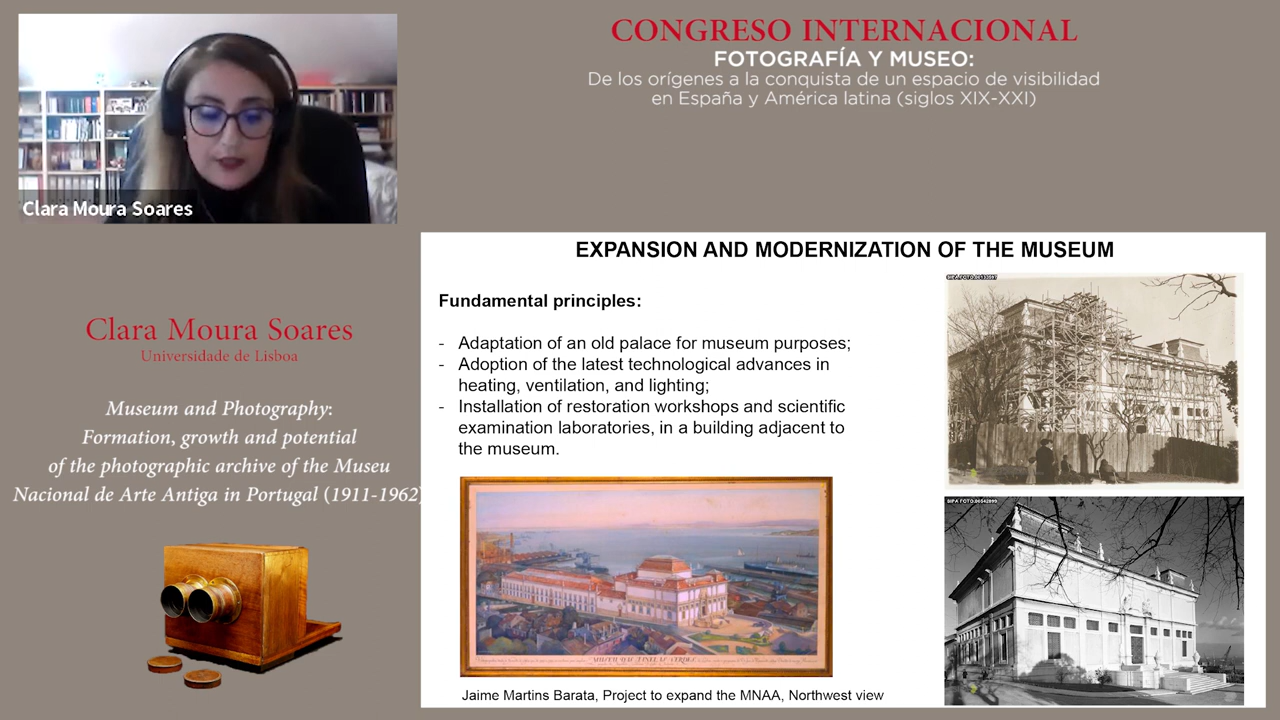 CONGRESO INTERNACIONAL
FOTOGRAFÍA Y MUSEO:
De los orígenes a la conquista de un espacio de visibilidad
en España y América latina (siglos XIX-XXI)
Clara Moura Soares
Clara Moura Soares
Universidade de Lisboa
Museum and Photography:
Formation, growth and potential
of the photographic archive of the Museu
Nacional de Arte Antiga in Portugal (1911-1962)
EXPANSION AND MODERNIZATION OF THE MUSEUM
Fundamental principles:
- Adaptation of an old palace for museum purposes;
- Adoption of the latest technological advances in
heating, ventilation, and lighting;
- Installation of restoration workshops and scientific
examination laboratories, in a building adjacent to
the museum.
Jaime Martins Barata, Project to expand the MNAA, Northwest view